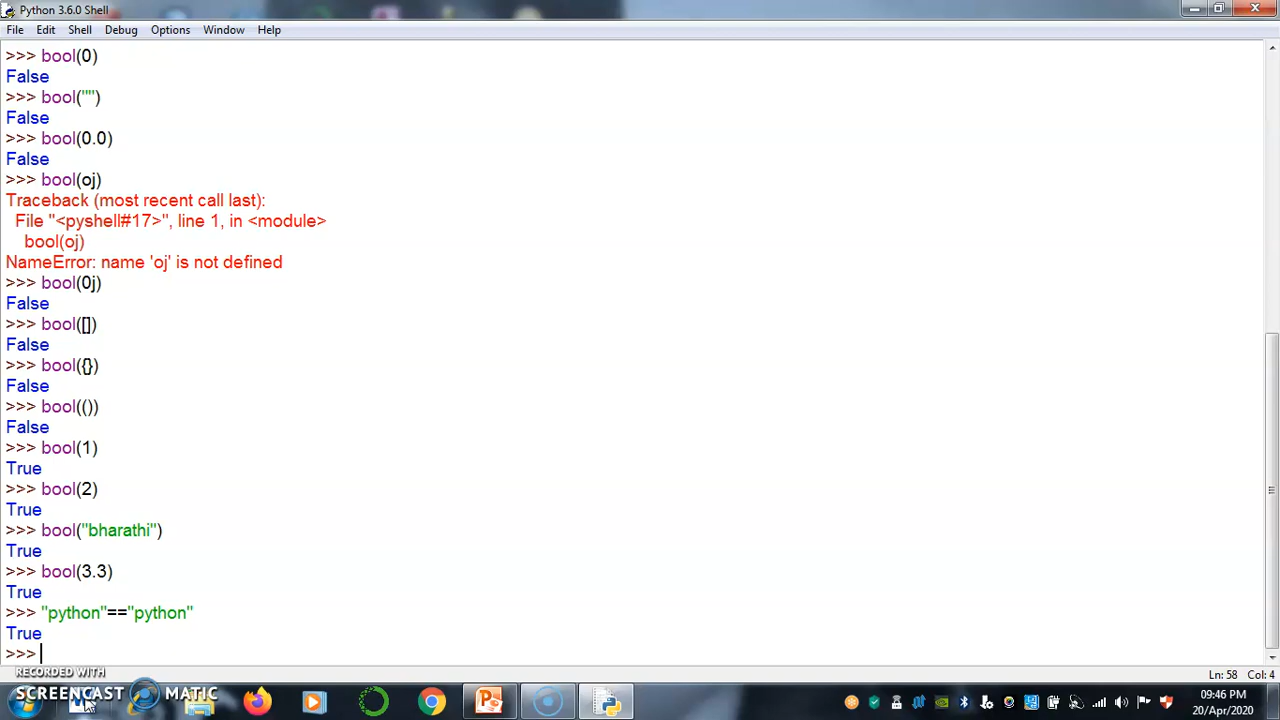 Python 3.6.0 Shell
File Edit Shell Debug Options Window Help
>>> bool(0)
False
>>> bool("")
False
>>> bool(0.0)
False
>>> bool(oj)
Traceback (most recent call last):
  File "<pyshell#17>", line 1, in <module>
    bool(oj)
NameError: name 'oj' is not defined
>>> bool(0j)
False
>>> bool([])
False
>>> bool({})
False
>>> bool(())
False
>>> bool(1)
True
>>> bool(2)
True
>>> bool("bharathi")
True
>>> bool(3.3)
True
>>> "python"=="python"
True
>>>
Ln: 58 Col: 4
RECORDED WITH
SCREENCAST MATIC
09:46 PM
20/Apr/2020